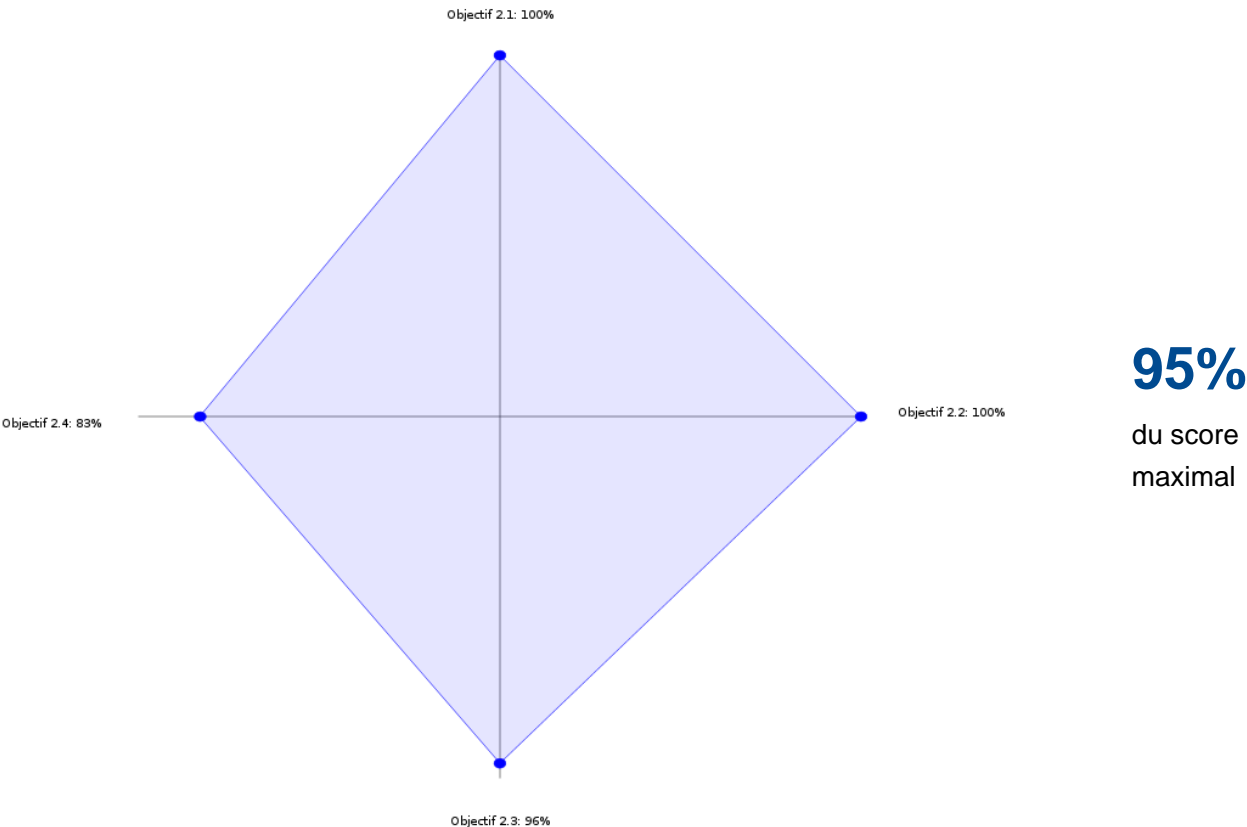 Objectif 2.1: 100%
95%
Objectif 2.2: 100%
Objectif 2.4: 83%
du score
maximal
Objectif 2.3: 96%